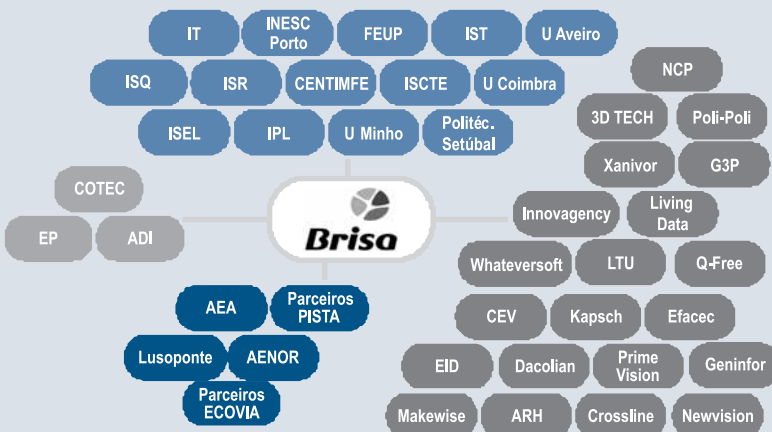 IT
INESC
Porto
FEUP
IST
U Aveiro
ISQ
ISR
CENTIMFE
ISCTE
U Coimbra
ISEL
IPL
U Minho
Politéc.
Setúbal
NCP
3D TECH
Poli-Poli
Xanivor
G3P
COTEC
EP
ADI
Brisa
Innovagency
Living
Data
Whateversoft
LTU
Q-Free
AEA
Parceiros
PISTA
CEV
Kapsch
Efacec
Lusoponte
AENOR
EID
Dacolian
Prime
Vision
Geninfor
Parceiros
ECOVIA
Makewise
ARH
Crossline
Newvision